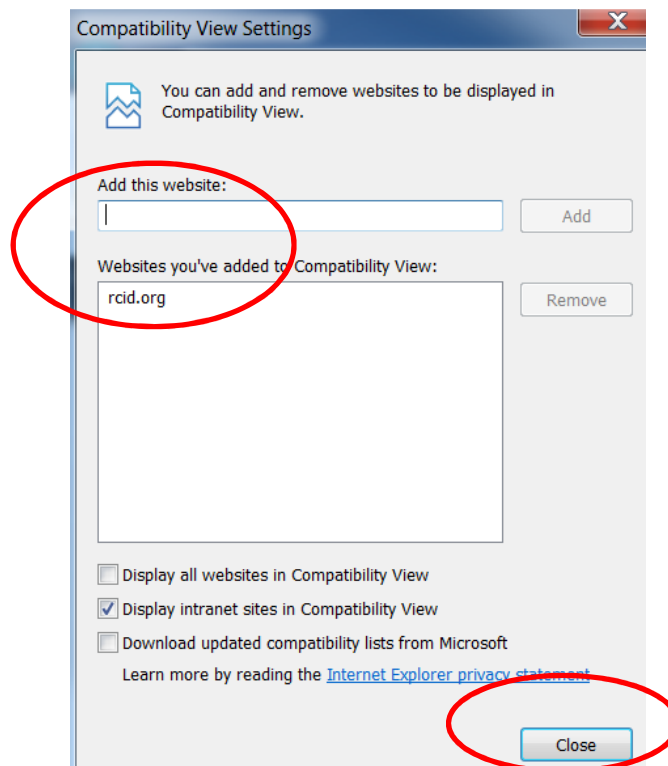 Compatibility View Settings
X
You can add and remove websites to be displayed in
Compatibility View.
Add this website:
Add
Websites you've added to Compatibility View:
rcid.org
Remove
Display all websites in Compatibility View
Display intranet sites in Compatibility View
Download updated compatibility lists from Microsoft
Learn more by reading the Internet Explorer privacy statement
Close